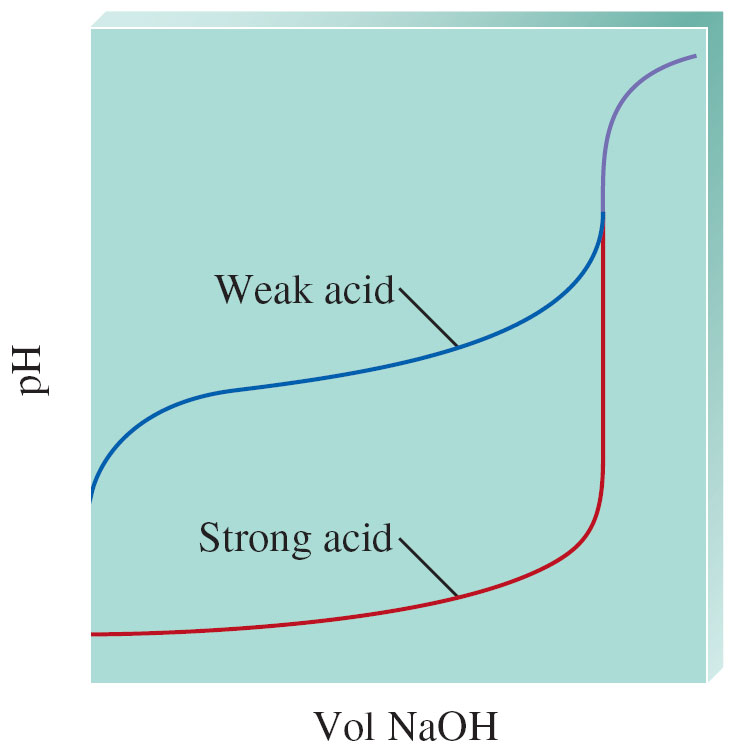 Weak acid
pH
Strong acid
Vol NaOH